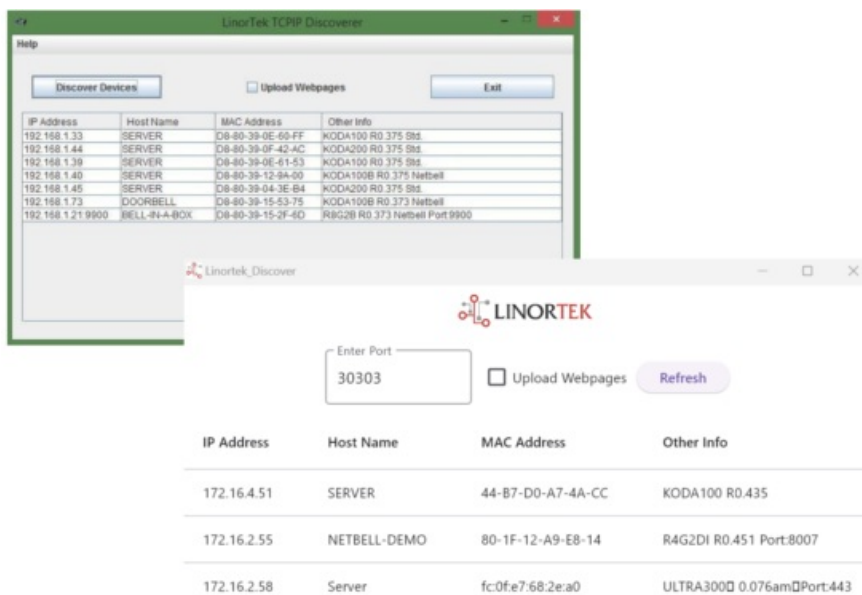 LinorTek TCPIP Discoverer
Help
Discover Devices Upload Webpages Exit
IP Address Host Name MAC Address Other Info
192.168.1.33 SERVER D8-80-39-0E-60-FF KODA100 R0.375 Std.
192.168.1.44 SERVER D8-80-39-0F-42-AC KODA200 R0.375 Std.
192.168.1.39 SERVER D8-80-39-0E-61-53 KODA100 R0.375 Std.
192.168.1.40 SERVER D8-80-39-12-9A-00 KODA100B R0.375 Netbell
192.168.1.45 SERVER D8-80-39-04-3E-B4 KODA200 R0.375 Std.
192.168.1.73 DOORBELL D8-80-39-15-53-75 KODA100B R0.373 Netbell
192.168.1.21:9900 BELL-IN-A-BOX D8-80-39-15-2F-6D R8G2B R0.373 Netbell Port:9900
Linortek_Discover
LINORTEK
Enter Port
30303 Upload Webpages Refresh
IP Address Host Name MAC Address Other Info
172.16.4.51 SERVER 44-B7-D0-A7-4A-CC KODA100 R0.435
172.16.2.55 NETBELL-DEMO 80-1F-12-A9-E8-14 R4G2DI R0.451 Port:8007
172.16.2.58 Server fc:0f:e7:68:2e:a0 ULTRA300▯ 0.076am▯Port:443